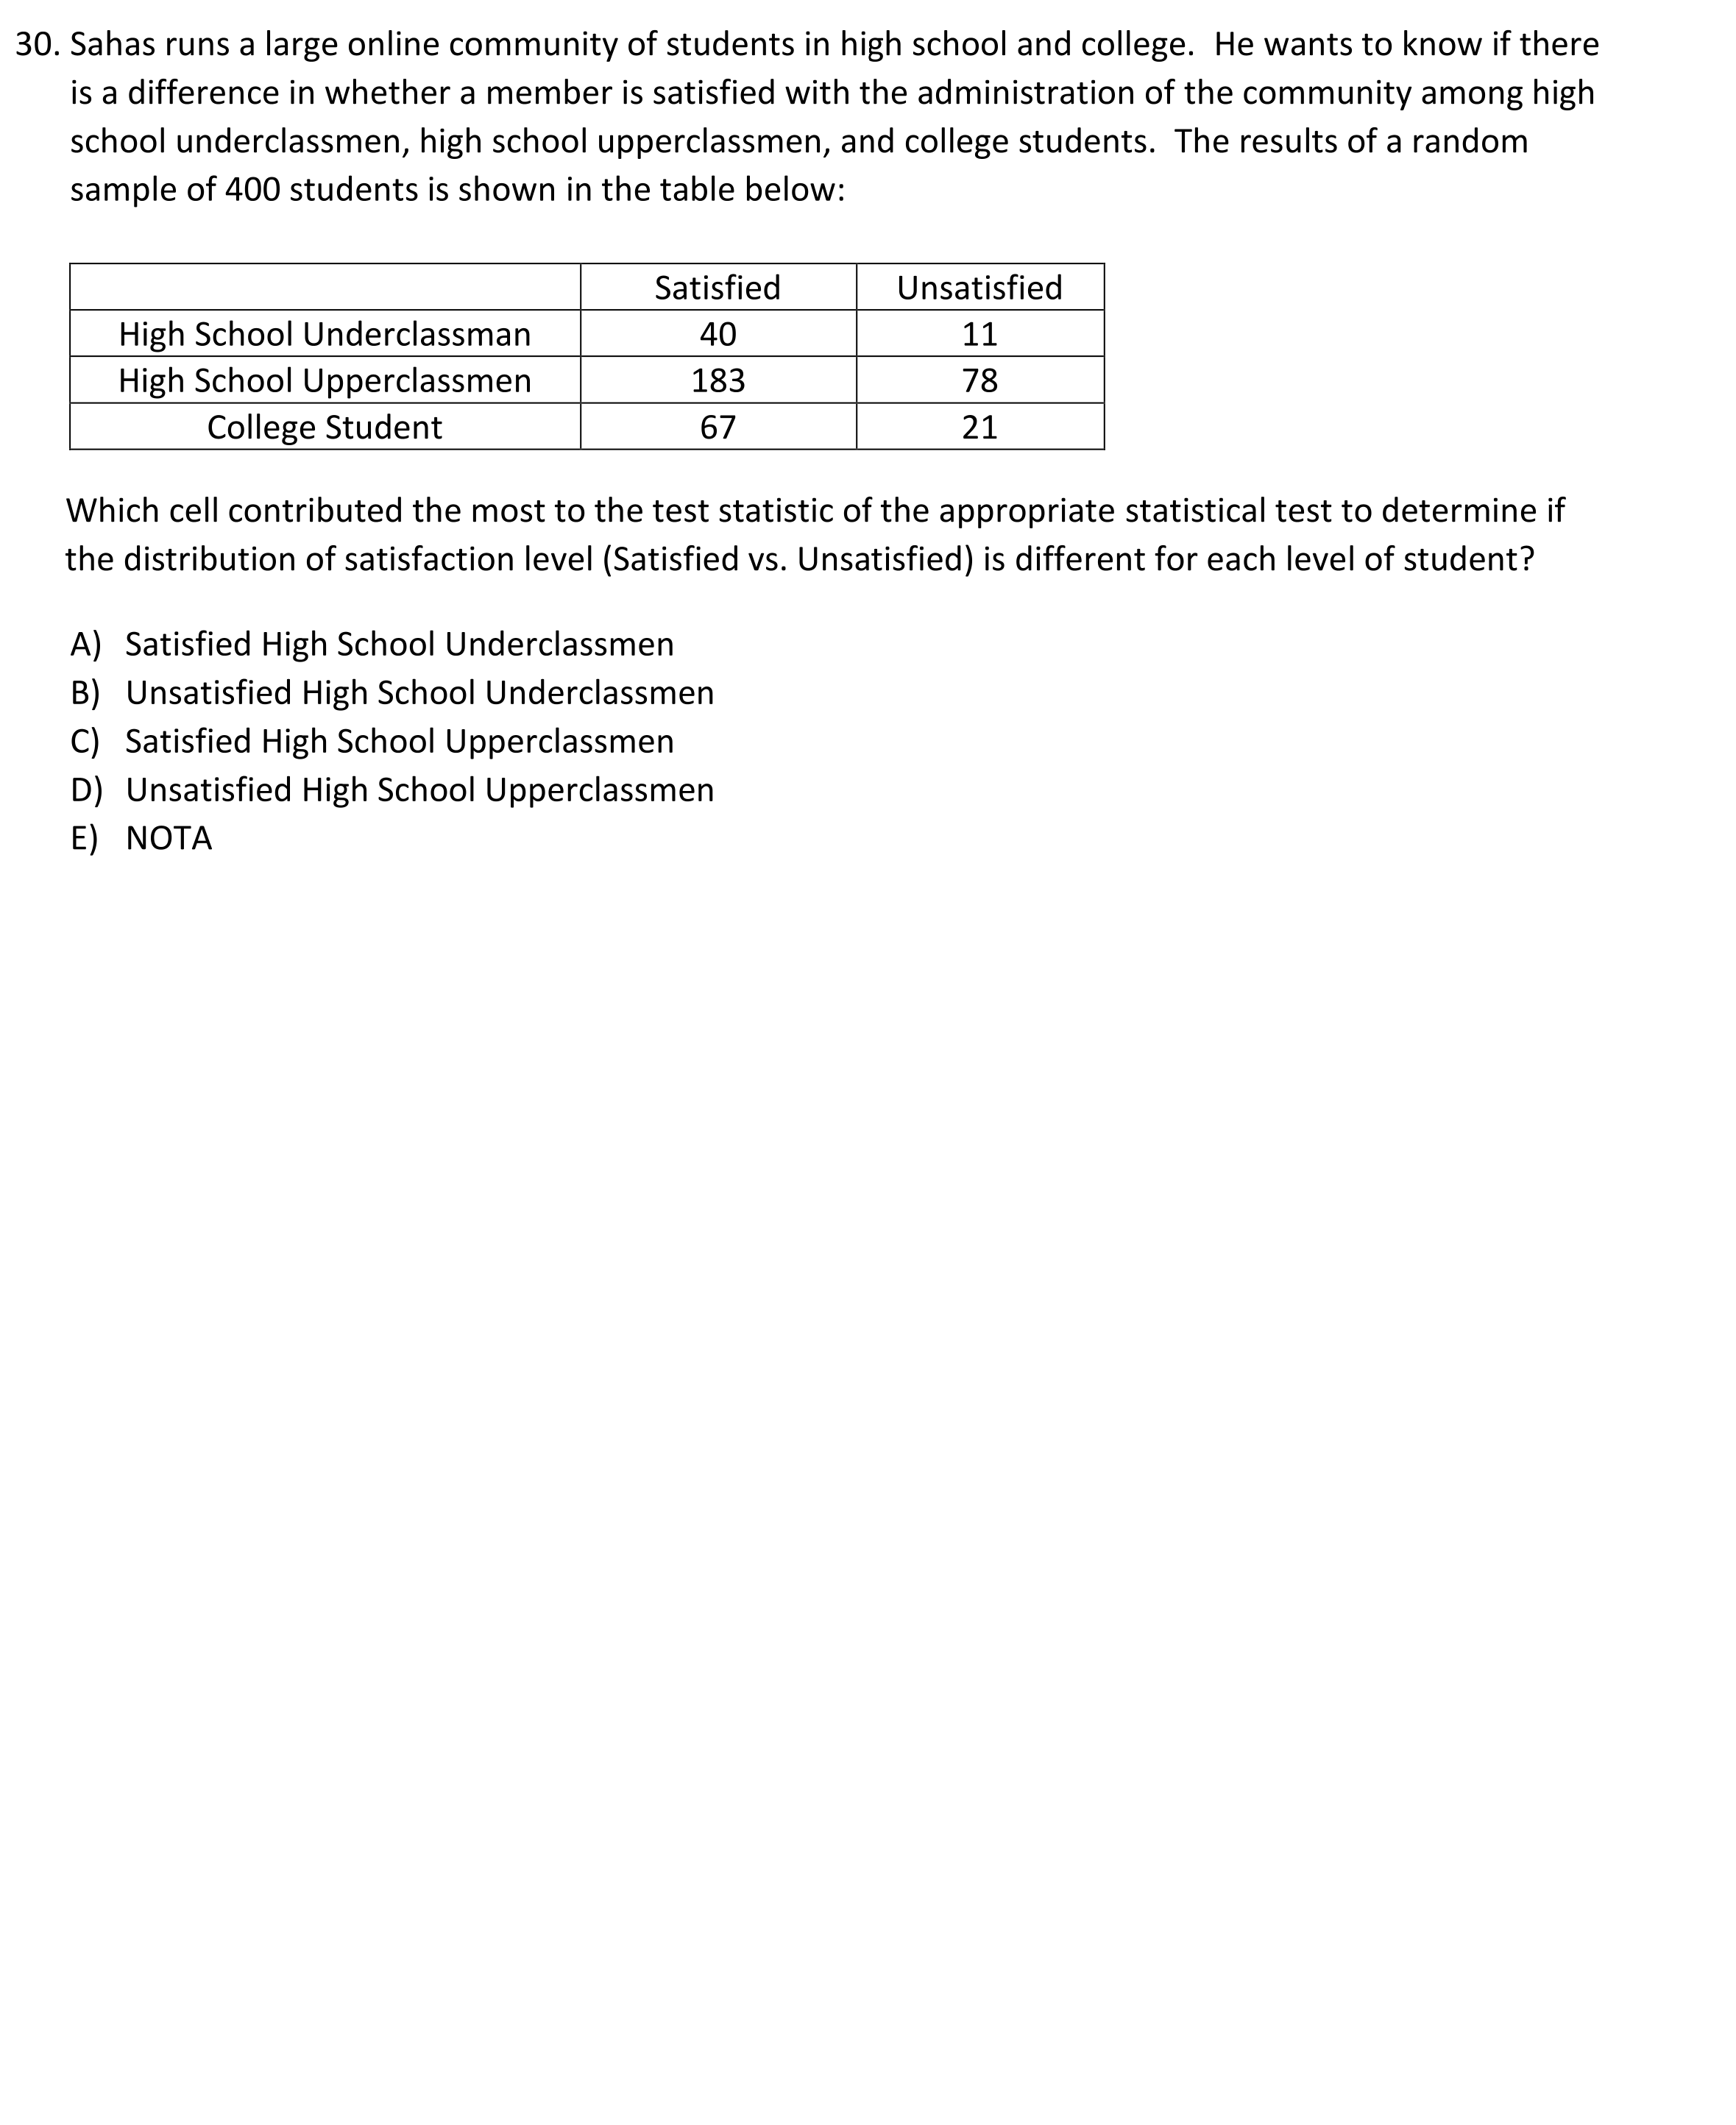 30. Sahas runs a large online community of students in high school and college.  He wants to know if there
is a difference in whether a member is satisfied with the administration of the community among high
school underclassmen, high school upperclassmen, and college students.  The results of a random
sample of 400 students is shown in the table below:
Satisfied Unsatisfied
High School Underclassman 40 11
High School Upperclassmen 183 78
College Student 67 21
Which cell contributed the most to the test statistic of the appropriate statistical test to determine if
the distribution of satisfaction level (Satisfied vs. Unsatisfied) is different for each level of student?
A) Satisfied High School Underclassmen
B) Unsatisfied High School Underclassmen
C) Satisfied High School Upperclassmen
D) Unsatisfied High School Upperclassmen
E) NOTA